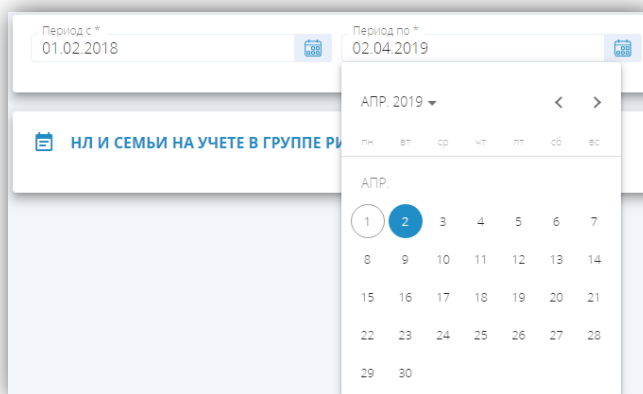 Период с *
01.02.2018
Период по *
02.04.2019
АПР. 2019
НЛ И СЕМЬИ НА УЧЕТЕ В ГРУППЕ
пн вт ср чт пт сб вс
АПР.
1 2 3 4 5 6 7
8 9 10 11 12 13 14
15 16 17 18 19 20 21
22 23 24 25 26 27 28
29 30